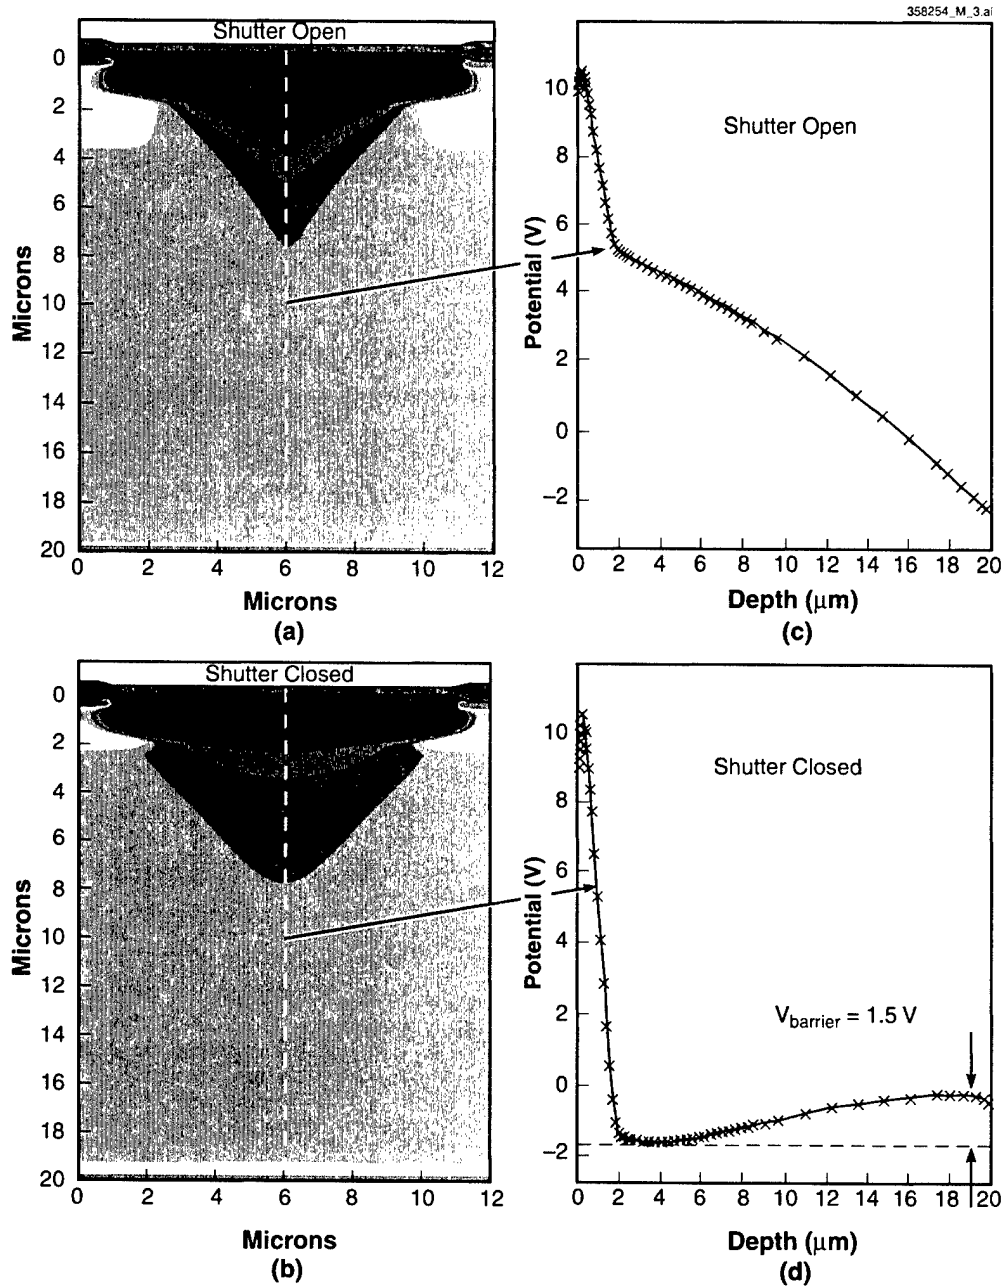 358254_M_3.ai
Shutter Open
0
2
4
6
8
10
12
14
16
18
20
Microns
0 2 4 6 8 10 12
Microns
(a)
10
8
6
4
2
0
–2
Potential (V)
Shutter Open
0 2 4 6 8 10 12 14 16 18 20
Depth (μm)
(c)
Shutter Closed
0
2
4
6
8
10
12
14
16
18
20
Microns
0 2 4 6 8 10 12
Microns
(b)
10
8
6
4
2
0
–2
Potential (V)
Shutter Closed
Vbarrier = 1.5 V
0 2 4 6 8 10 12 14 16 18 20
Depth (μm)
(d)